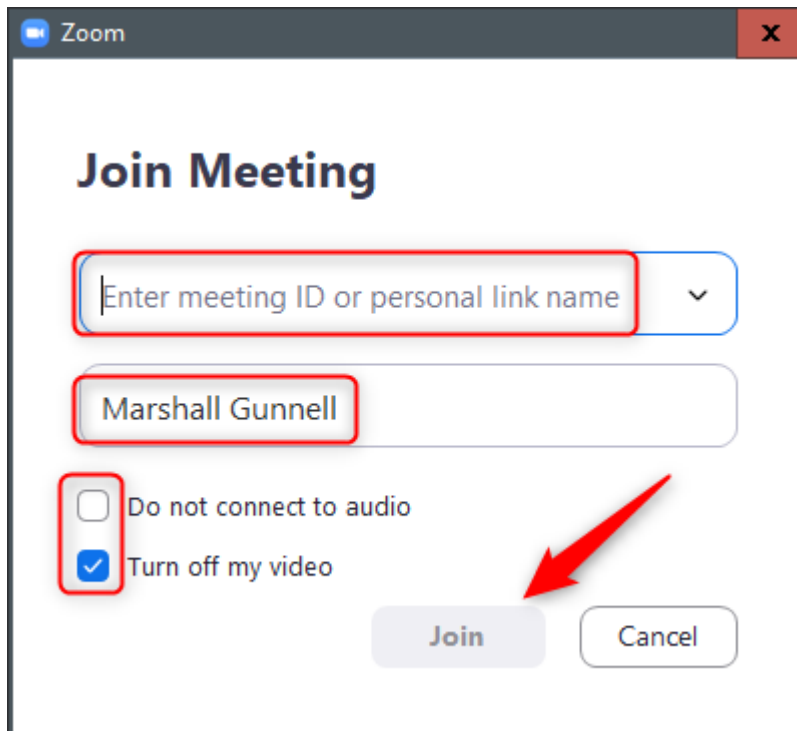 Zoom
Join Meeting
Enter meeting ID or personal link name
Marshall Gunnell
Do not connect to audio
Turn off my video
Join Cancel